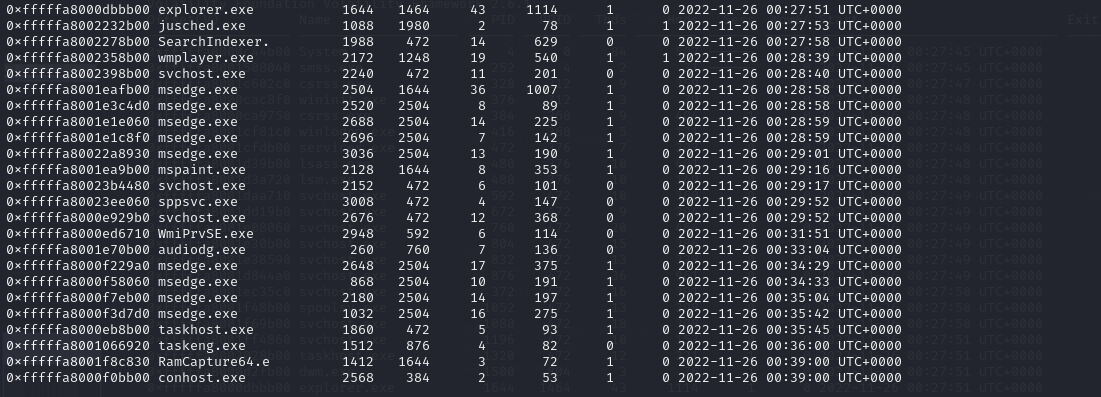 0×fffffa8000dbbb00 explorer.exe 1644 1464 43 1114 1 0 2022-11-26 00:27:51 UTC+0000
0×fffffa8002232b00 jusched.exe 1088 1980 2 78 1 1 2022-11-26 00:27:53 UTC+0000
0×fffffa8002278b00 SearchIndexer. 1988 472 14 629 0 0 2022-11-26 00:27:58 UTC+0000
0×fffffa8002358b00 wmplayer.exe 2172 1248 19 540 1 1 2022-11-26 00:28:39 UTC+0000
0×fffffa8002398b00 svchost.exe 2240 472 11 201 0 0 2022-11-26 00:28:40 UTC+0000
0×fffffa8001eafb00 msedge.exe 2504 1644 36 1007 1 0 2022-11-26 00:28:58 UTC+0000
0×fffffa8001e3c4d0 msedge.exe 2520 2504 8 89 1 0 2022-11-26 00:28:58 UTC+0000
0×fffffa8001e1e060 msedge.exe 2688 2504 14 225 1 0 2022-11-26 00:28:59 UTC+0000
0×fffffa8001e1c8f0 msedge.exe 2696 2504 7 142 1 0 2022-11-26 00:28:59 UTC+0000
0×fffffa80022a8930 msedge.exe 3036 2504 13 190 1 0 2022-11-26 00:29:01 UTC+0000
0×fffffa8001ea9b00 mspaint.exe 2128 1644 8 353 1 0 2022-11-26 00:29:16 UTC+0000
0×fffffa80023b4480 svchost.exe 2152 472 6 101 0 0 2022-11-26 00:29:17 UTC+0000
0×fffffa80023ee060 sppsvc.exe 3008 472 4 147 0 0 2022-11-26 00:29:52 UTC+0000
0×fffffa8000e929b0 svchost.exe 2676 472 12 368 0 0 2022-11-26 00:29:52 UTC+0000
0×fffffa8000ed6710 WmiPrvSE.exe 2948 592 6 114 0 0 2022-11-26 00:31:51 UTC+0000
0×fffffa8001e70b00 audiodg.exe 260 760 7 136 0 0 2022-11-26 00:33:04 UTC+0000
0×fffffa8000f229a0 msedge.exe 2648 2504 17 375 1 0 2022-11-26 00:34:29 UTC+0000
0×fffffa8000f58060 msedge.exe 868 2504 10 191 1 0 2022-11-26 00:34:33 UTC+0000
0×fffffa8000f7eb00 msedge.exe 2180 2504 14 197 1 0 2022-11-26 00:35:04 UTC+0000
0×fffffa8000f3d7d0 msedge.exe 1032 2504 16 275 1 0 2022-11-26 00:35:42 UTC+0000
0×fffffa8000eb8b00 taskhost.exe 1860 472 5 93 1 0 2022-11-26 00:35:45 UTC+0000
0×fffffa8001066920 taskeng.exe 1512 876 4 82 0 0 2022-11-26 00:36:00 UTC+0000
0×fffffa8001f8c830 RamCapture64.e 1412 1644 3 72 1 0 2022-11-26 00:39:00 UTC+0000
0×fffffa8000f0bb00 conhost.exe 2568 384 2 53 1 0 2022-11-26 00:39:00 UTC+0000